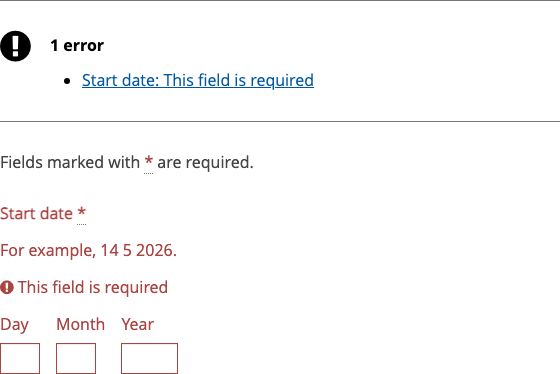 1 error
Start date: This field is required
Fields marked with * are required.
Start date *
For example, 14 5 2026.
This field is required
Day Month Year